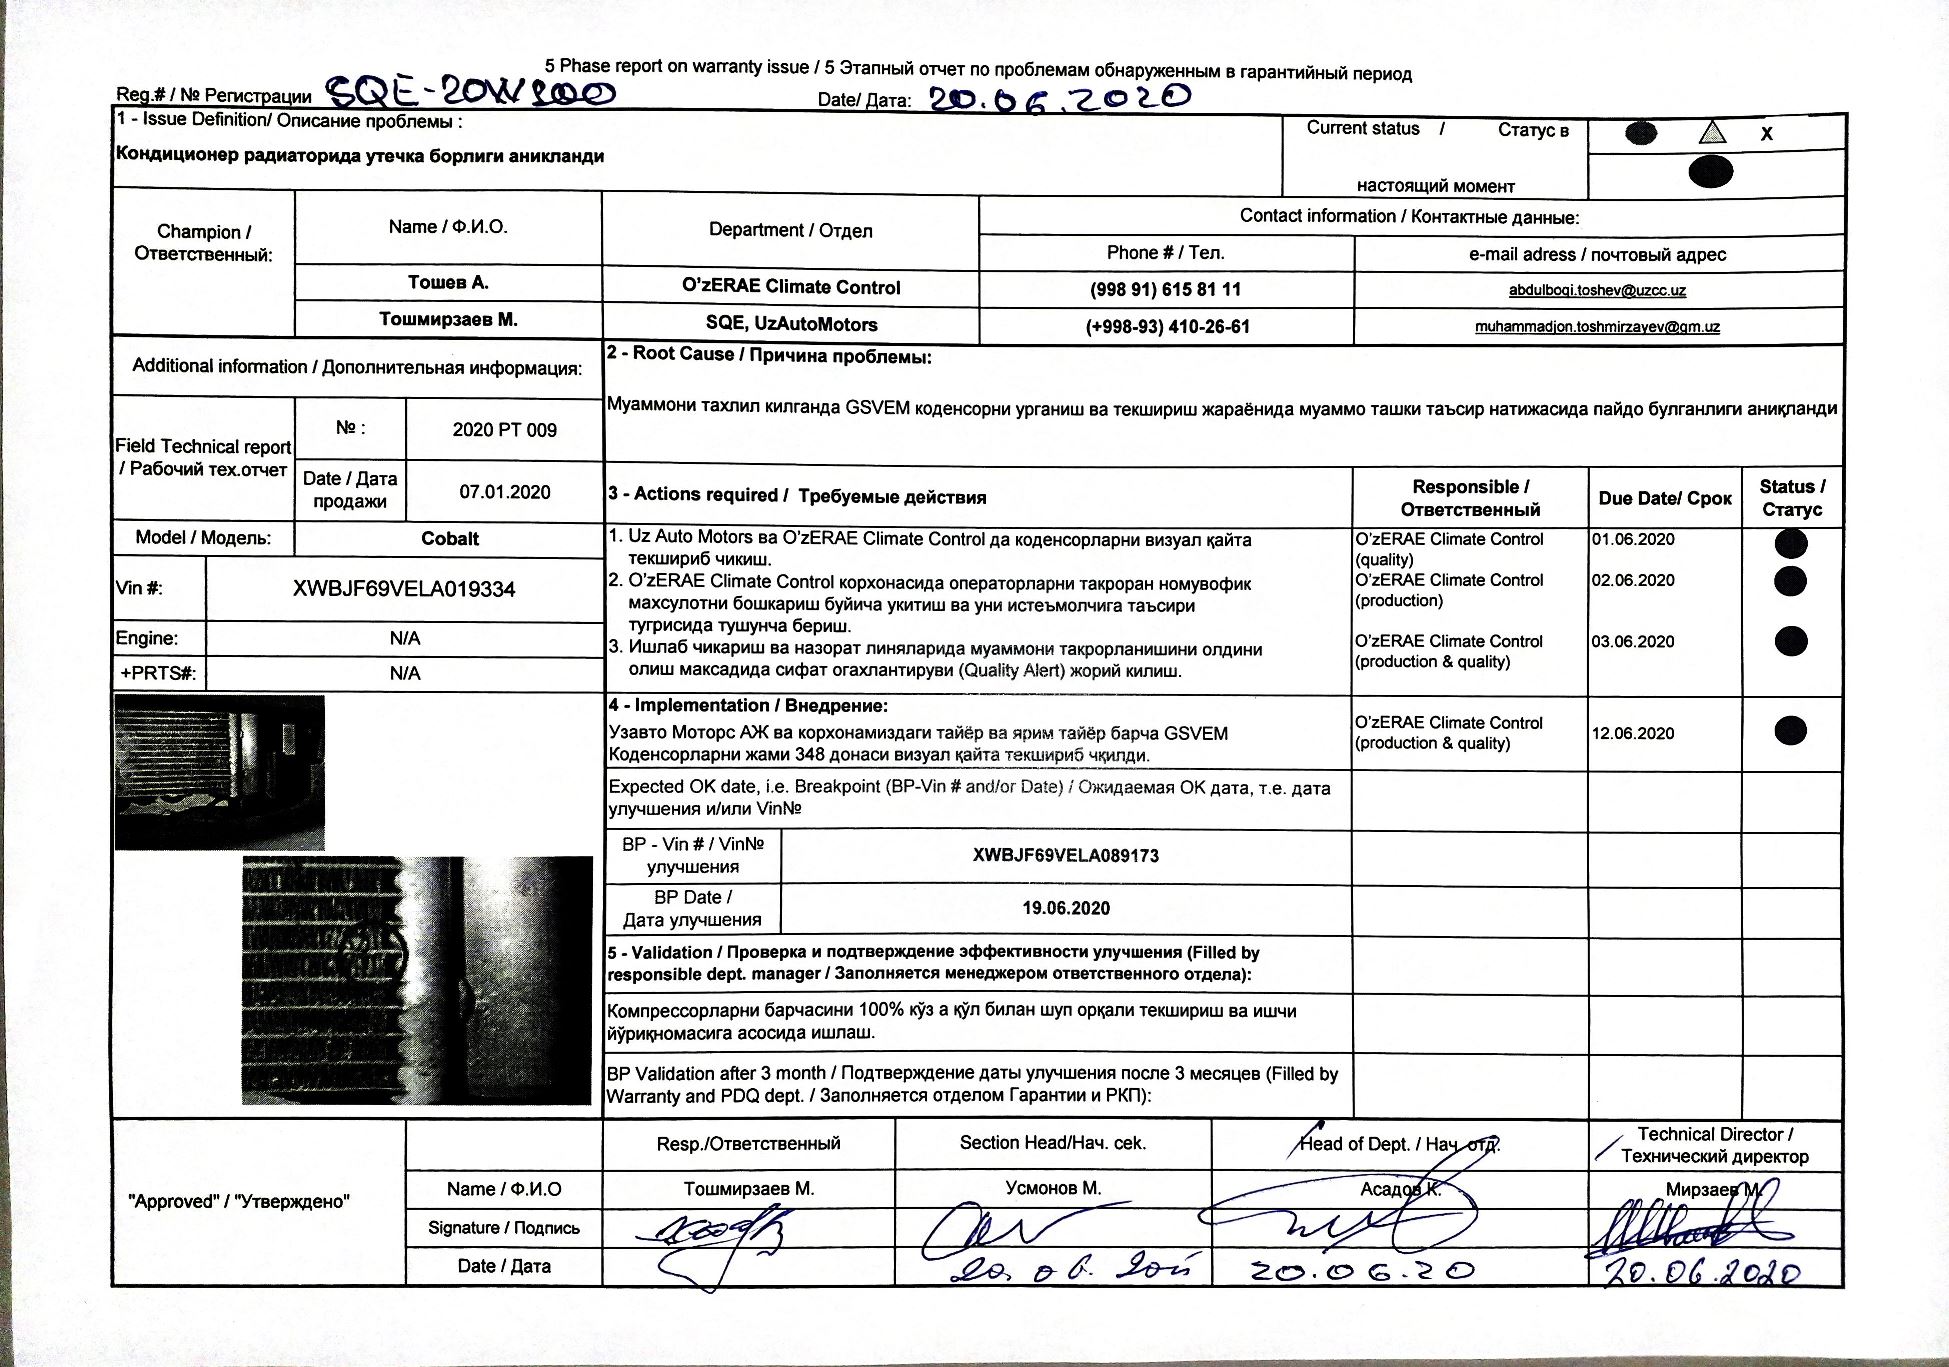 5 Phase report on warranty issue / 5 Этапный отчет по проблемам обнаруженным в гарантийный период
Reg.# / № Регистрации SQE-20W200 Date/ Дата: 20.06.2020
1 - Issue Definition/ Описание проблемы :
Кондиционер радиаторида утечка борлиги аникланди
Current status / Статус в
настоящий момент
X
Champion /
Ответственный:
Name / Ф.И.О.
Department / Отдел
Contact information / Контактные данные:
Phone # / Тел.
e-mail adress / почтовый адрес
Тошев А.
O'zERAE Climate Control
(998 91) 615 81 11
abdulboqi.toshev@uzcc.uz
Тошмирзаев М.
SQE, UzAutoMotors
(+998-93) 410-26-61
muhammadjon.toshmirzayev@gm.uz
Additional information / Дополнительная информация:
Field Technical report
/ Рабочий тех.отчет
№ :
2020 PT 009
Date / Дата
продажи
07.01.2020
Model / Модель:
Cobalt
Vin #:
XWBJF69VELA019334
Engine:
N/A
+PRTS#:
N/A
2 - Root Cause / Причина проблемы:
Муаммони тахлил килганда GSVEM коденсорни урганиш ва текшириш жараёнида муаммо ташки таъсир натижасида пайдо булганлиги аниқланди
3 - Actions required / Требуемые действия
Responsible /
Ответственный
Due Date/ Срок
Status /
Статус
1. Uz Auto Motors ва O'zERAE Climate Control да коденсорларни визуал қайта
текшириб чикиш.
O'zERAE Climate Control
(quality)
01.06.2020
2. O'zERAE Climate Control корхонасида операторларни такроран номувофик
махсулотни бошкариш буйича укитиш ва уни истеъмолчига таъсири
тугрисида тушунча бериш.
O'zERAE Climate Control
(production)
02.06.2020
3. Ишлаб чикариш ва назорат линяларида муаммони такрорланишини олдини
олиш максадида сифат огахлантируви (Quality Alert) жорий килиш.
O'zERAE Climate Control
(production & quality)
03.06.2020
4 - Implementation / Внедрение:
Узавто Моторс АЖ ва корхонамиздаги тайёр ва ярим тайёр барча GSVEM
Коденсорларни жами 348 донаси визуал қайта текшириб чқилди.
O'zERAE Climate Control
(production & quality)
12.06.2020
Expected OK date, i.e. Breakpoint (BP-Vin # and/or Date) / Ожидаемая OK дата, т.е. дата
улучшения и/или Vin№
BP - Vin # / Vin№
улучшения
XWBJF69VELA089173
BP Date /
Дата улучшения
19.06.2020
5 - Validation / Проверка и подтверждение эффективности улучшения (Filled by
responsible dept. manager / Заполняется менеджером ответственного отдела):
Компрессорларни барчасини 100% кўз а қўл билан шуп орқали текшириш ва ишчи
йўриқномасига асосида ишлаш.
BP Validation after 3 month / Подтверждение даты улучшения после 3 месяцев (Filled by
Warranty and PDQ dept. / Заполняется отделом Гарантии и РКП):
"Approved" / "Утверждено"
Resp./Ответственный
Section Head/Нач. сек.
Head of Dept. / Нач. отд.
Technical Director /
Технический директор
Name / Ф.И.О
Тошмирзаев М.
Усмонов М.
Асадов К.
Мирзаев М.
Signature / Подпись
Date / Дата
20.06.20
20.06.2020